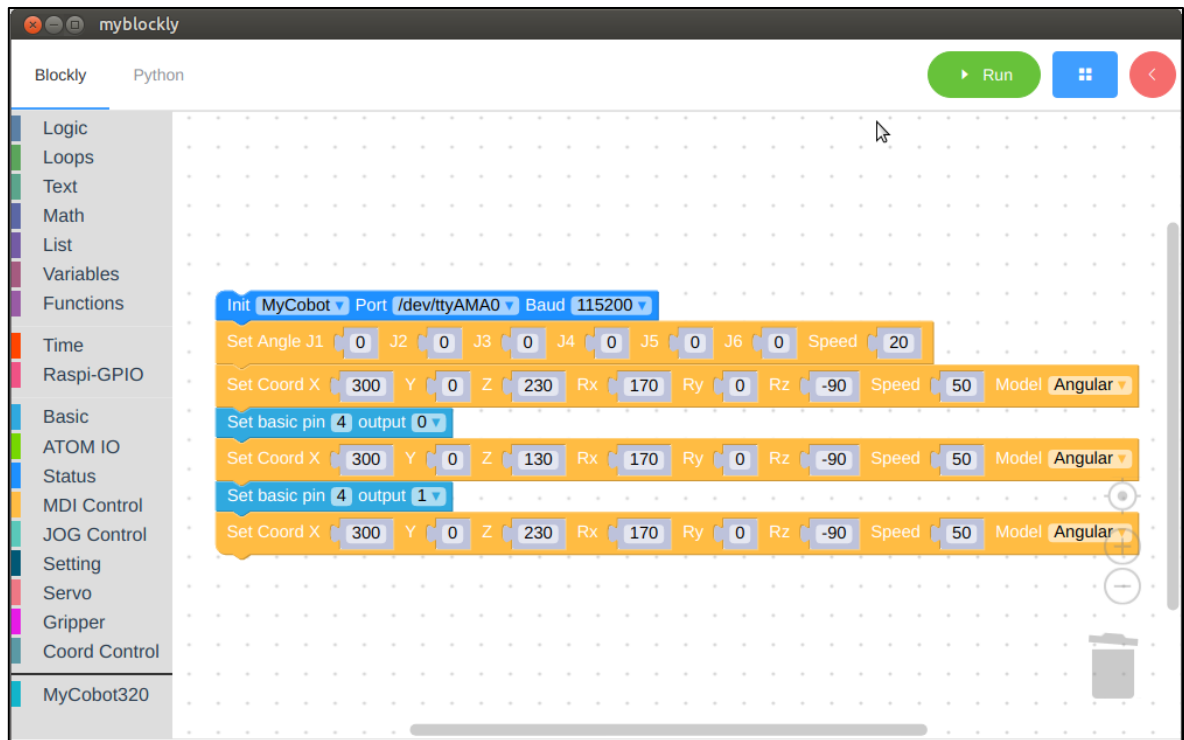 myblockly
Blockly Python Run
Logic
Loops
Text
Math
List
Variables
Functions
Time
Raspi-GPIO
Basic
ATOM IO
Status
MDI Control
JOG Control
Setting
Servo
Gripper
Coord Control
MyCobot320
Init MyCobot Port /dev/ttyAMA0 Baud 115200
Set Angle J1 0 J2 0 J3 0 J4 0 J5 0 J6 0 Speed 20
Set Coord X 300 Y 0 Z 230 Rx 170 Ry 0 Rz -90 Speed 50 Model Angular
Set basic pin 4 output 0
Set Coord X 300 Y 0 Z 130 Rx 170 Ry 0 Rz -90 Speed 50 Model Angular
Set basic pin 4 output 1
Set Coord X 300 Y 0 Z 230 Rx 170 Ry 0 Rz -90 Speed 50 Model Angular